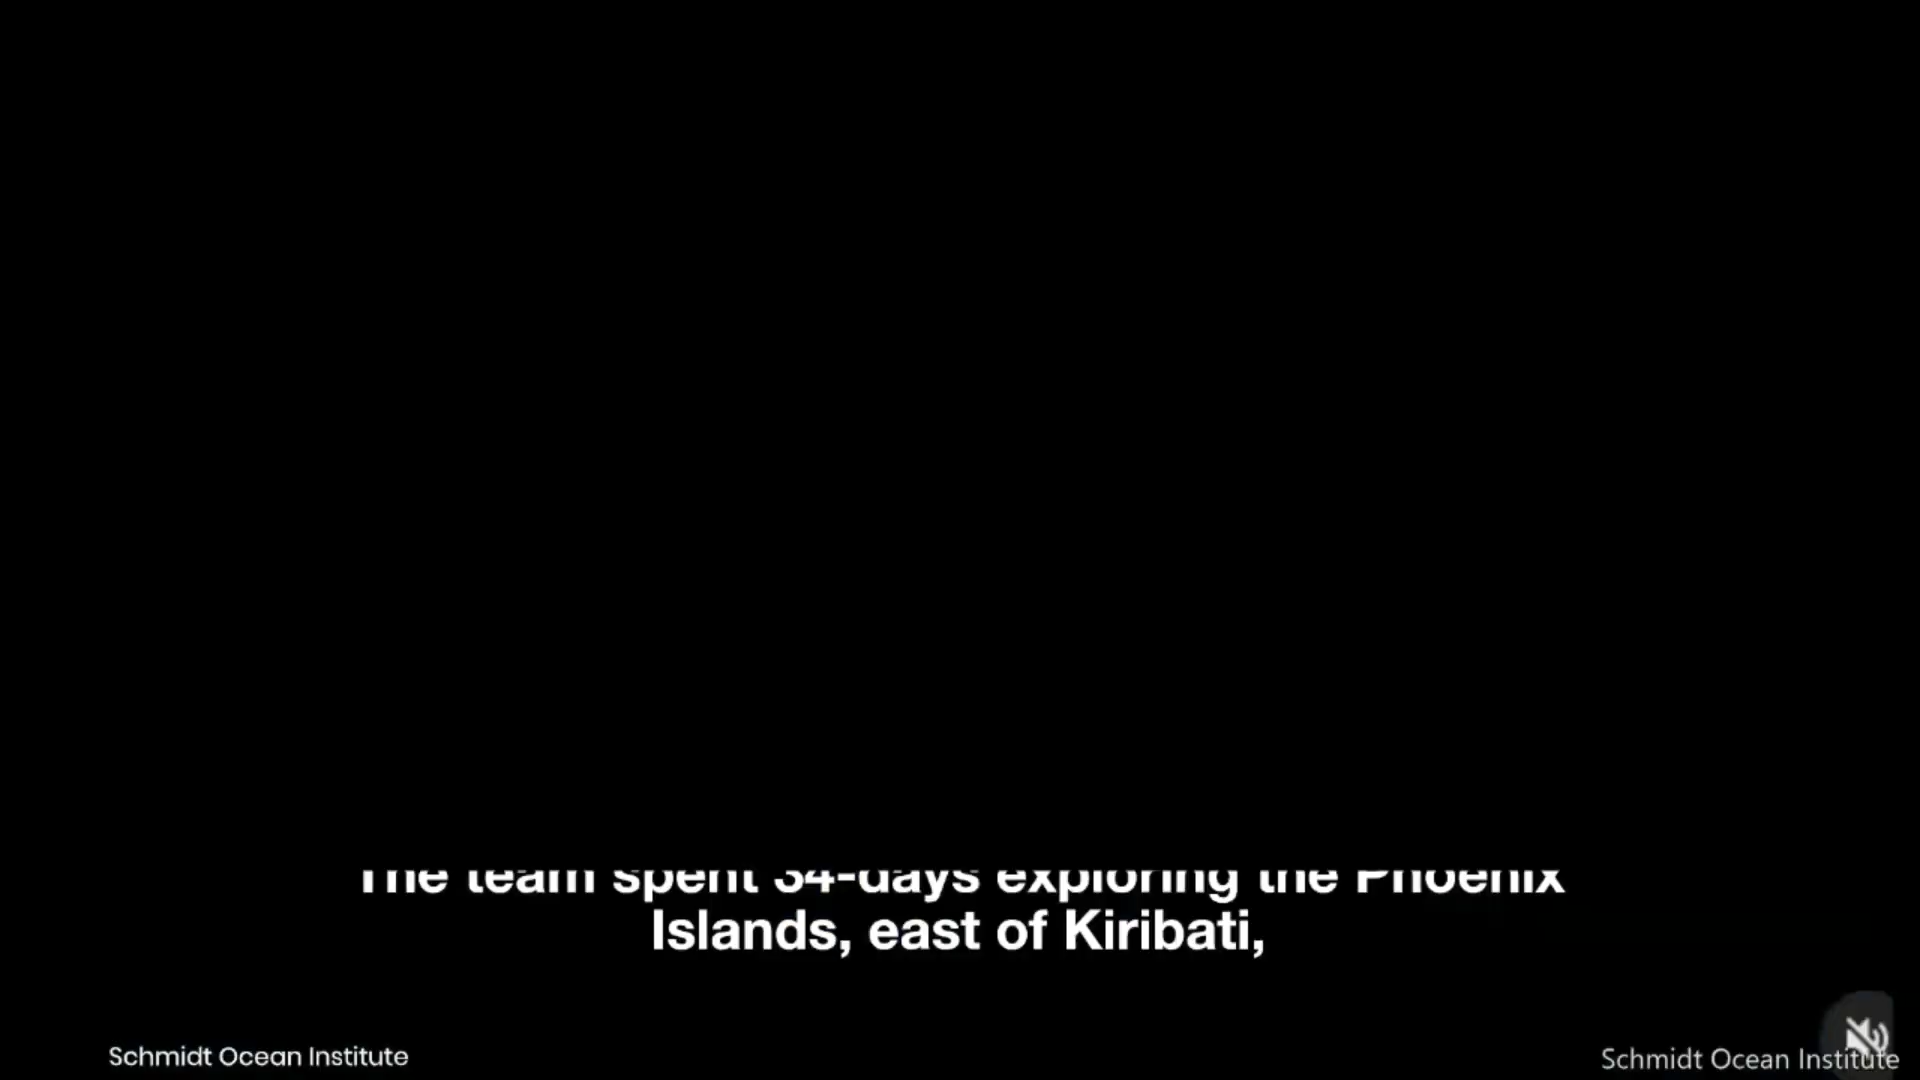 The team spent 34-days exploring the Phoenix
Islands, east of Kiribati,
Schmidt Ocean Institute
Schmidt Ocean Institute